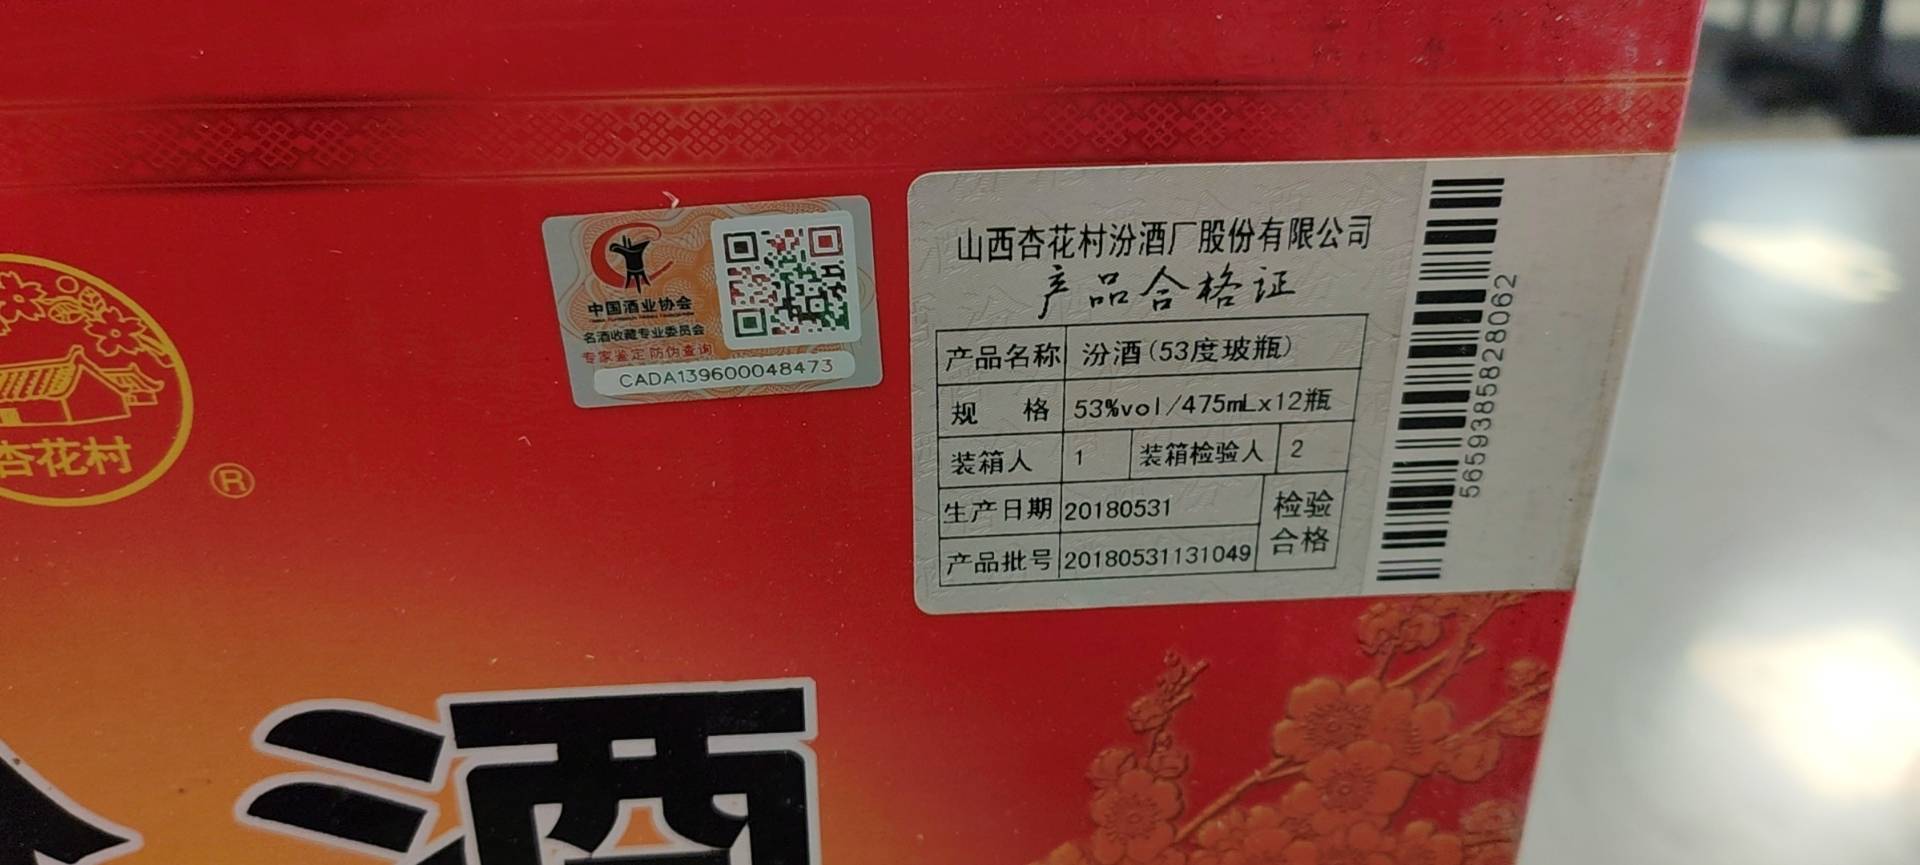 杏花村
®
中国酒业协会
名酒收藏专业委员会
专家鉴定 防伪查询
CADA139600048473
山西杏花村汾酒厂股份有限公司
产品合格证
产品名称 汾酒(53度玻瓶)
规 格 53%vol/475mLx12瓶
装箱人 1 装箱检验人 2
生产日期 20180531 检验
产品批号 20180531131049 合格
5659385828062
酒